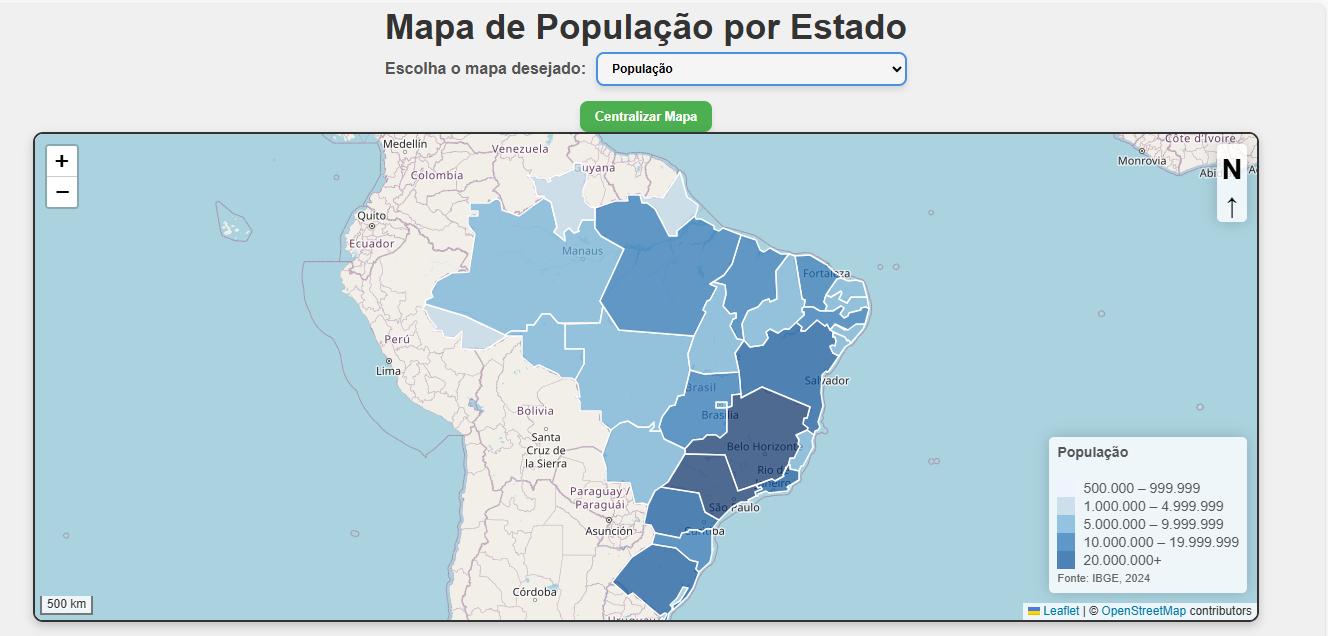 Mapa de População por Estado
Escolha o mapa desejado: População
Centralizar Mapa
+
−
N
↑
Medellín
Venezuela
Guyana
Colombia
Quito
Ecuador
Manaus
Perú
Lima
Bolivia
Santa
Cruz de
la Sierra
Paraguay /
Paraguái
Asunción
Córdoba
Fortaleza
Salvador
Brasil
Brasília
Belo Horizonte
Rio de
Janeiro
São Paulo
Curitiba
Uruguay
Côte d'Ivoire
Monrovia
Abid
População
500.000 – 999.999
1.000.000 – 4.999.999
5.000.000 – 9.999.999
10.000.000 – 19.999.999
20.000.000+
Fonte: IBGE, 2024
500 km
Leaflet | © OpenStreetMap contributors